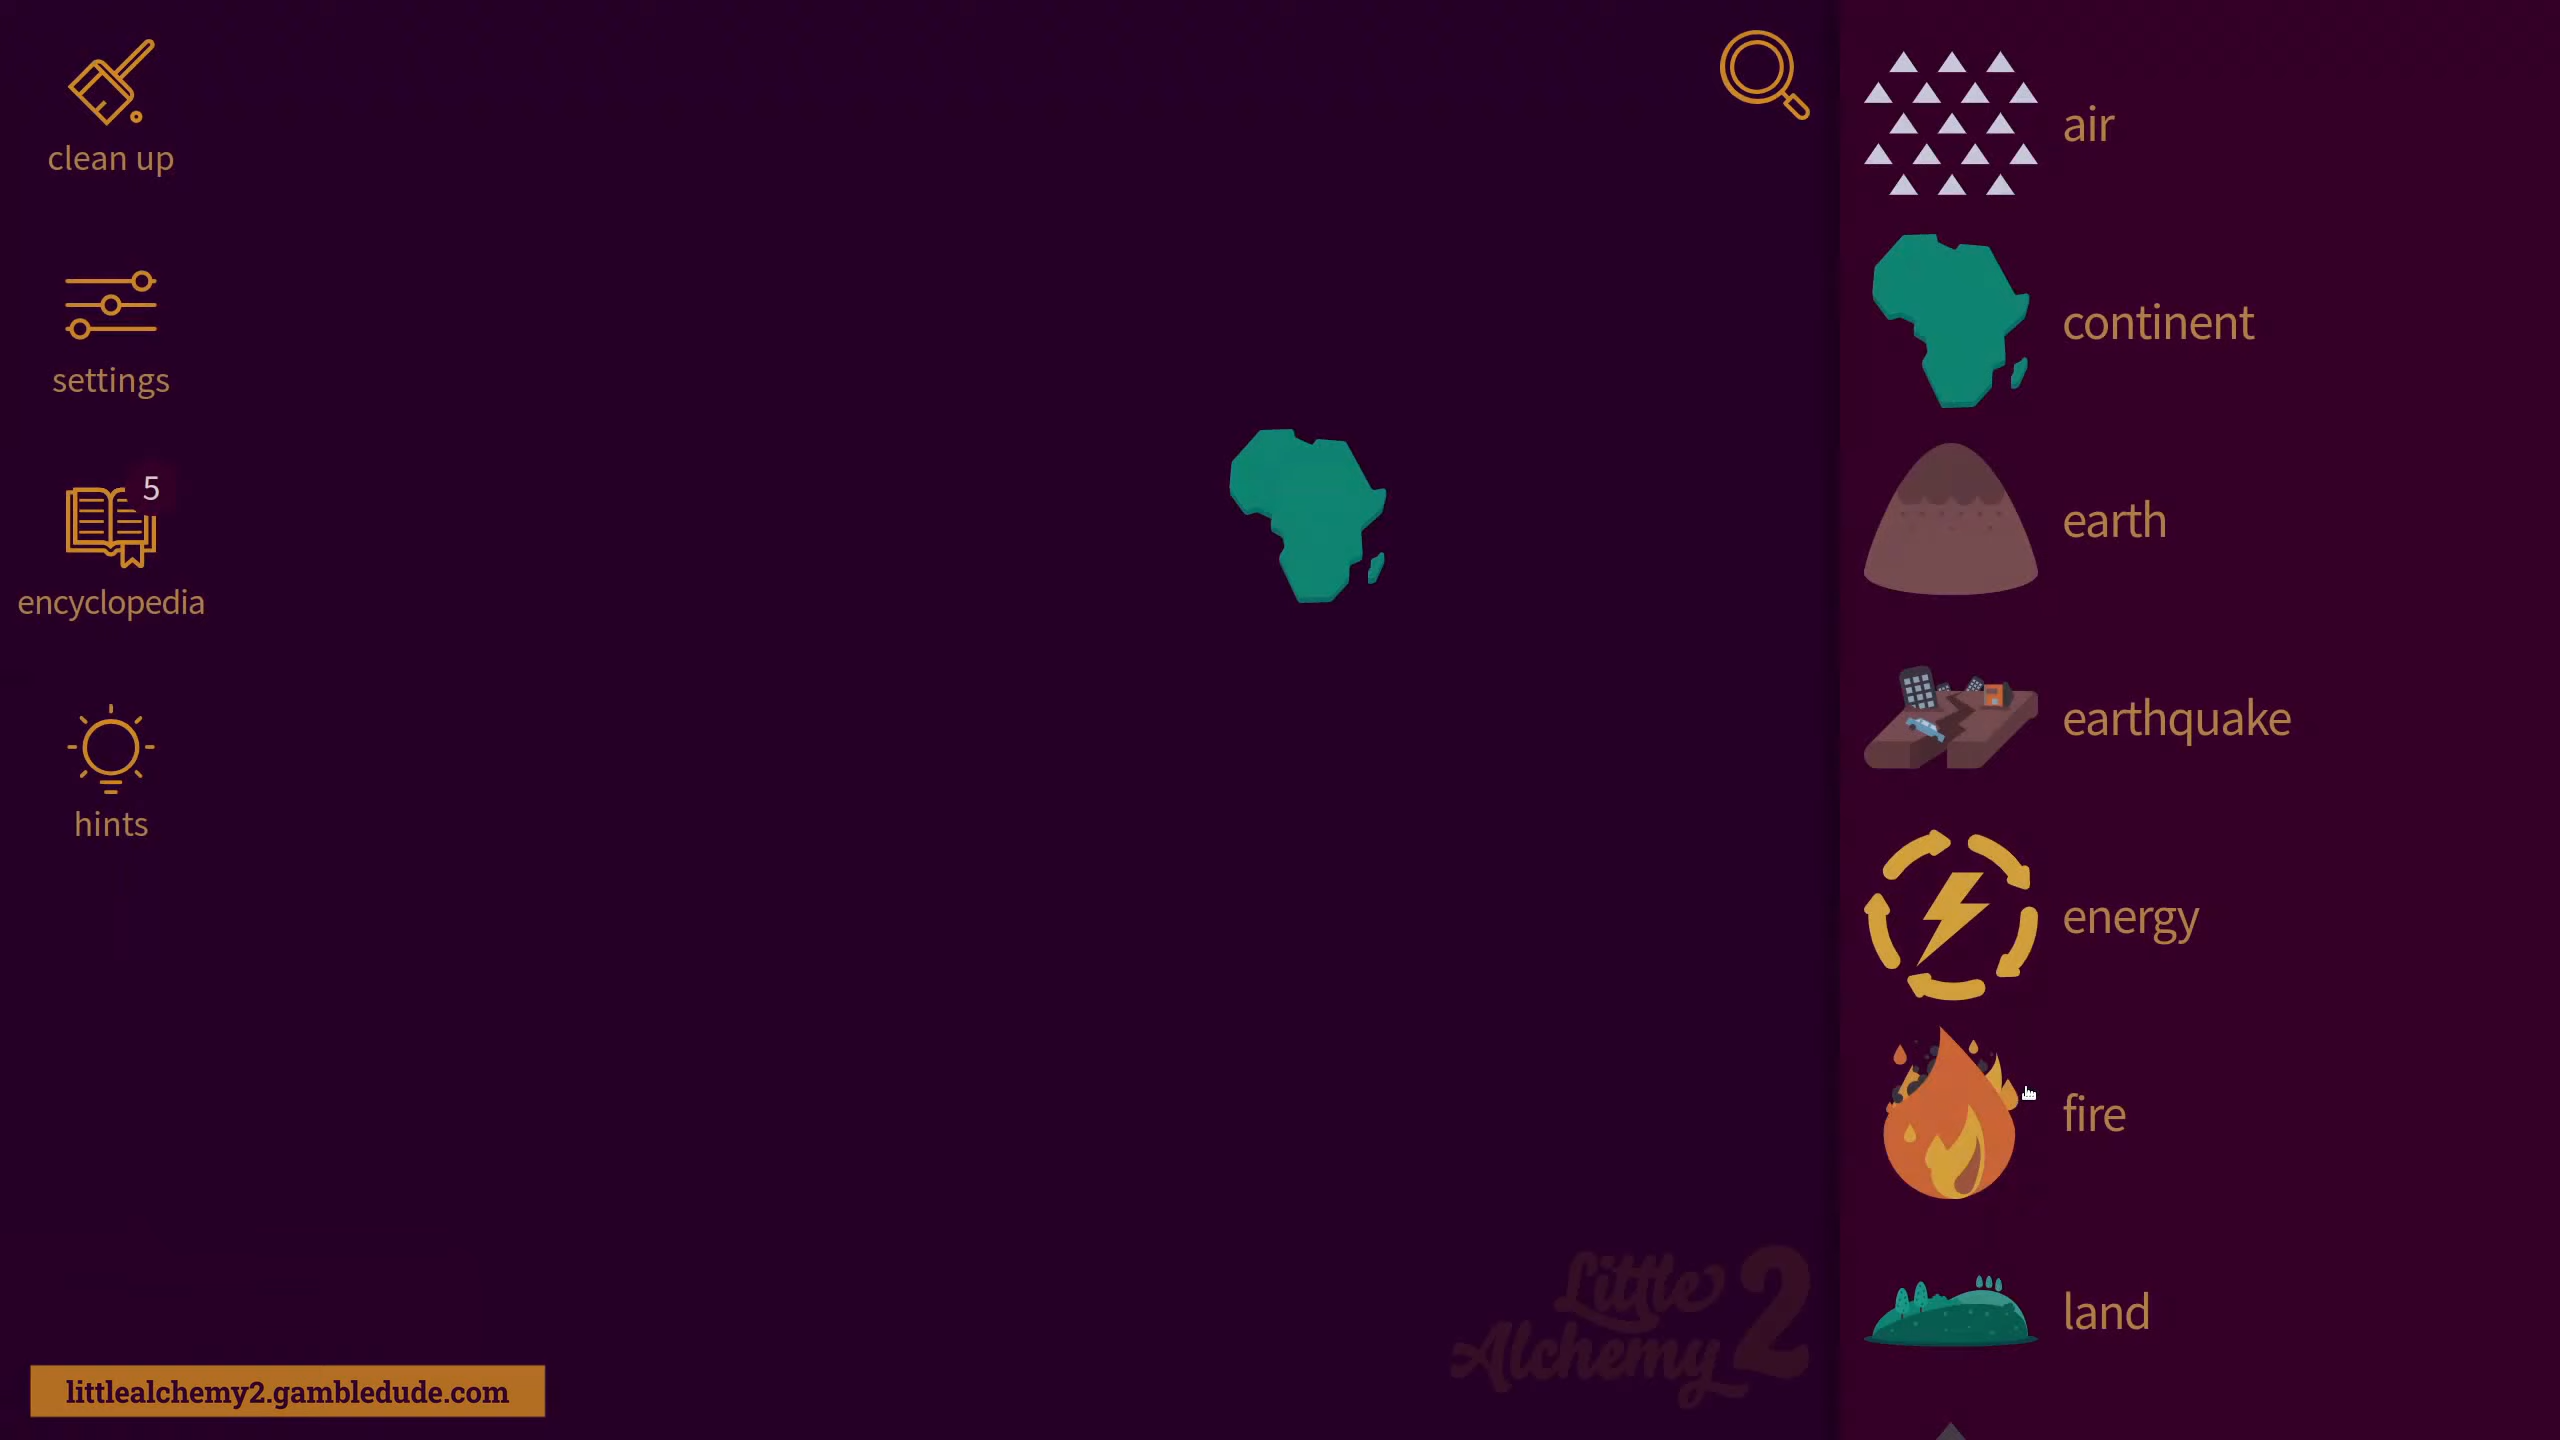 clean up
settings
5
encyclopedia
hints
air
continent
earth
earthquake
energy
fire
land
Little
Alchemy 2
littlealchemy2.gambledude.com